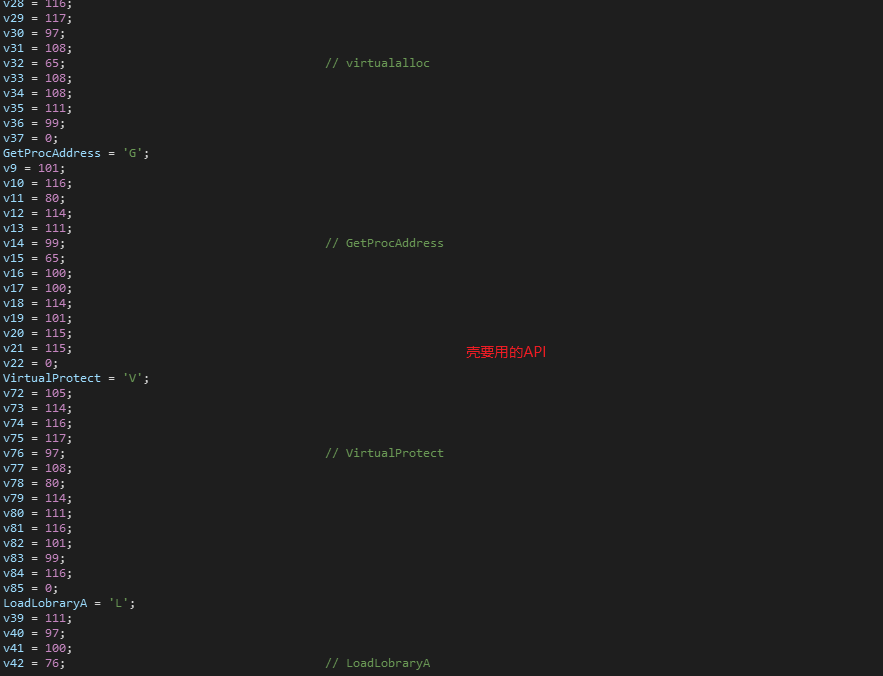 v28 = 116;
v29 = 117;
v30 = 97;
v31 = 108;
v32 = 65; // virtualalloc
v33 = 108;
v34 = 108;
v35 = 111;
v36 = 99;
v37 = 0;
GetProcAddress = 'G';
v9 = 101;
v10 = 116;
v11 = 80;
v12 = 114;
v13 = 111;
v14 = 99; // GetProcAddress
v15 = 65;
v16 = 100;
v17 = 100;
v18 = 114;
v19 = 101;
v20 = 115;
v21 = 115;
壳要用的API
v22 = 0;
VirtualProtect = 'V';
v72 = 105;
v73 = 114;
v74 = 116;
v75 = 117;
v76 = 97; // VirtualProtect
v77 = 108;
v78 = 80;
v79 = 114;
v80 = 111;
v81 = 116;
v82 = 101;
v83 = 99;
v84 = 116;
v85 = 0;
LoadLobraryA = 'L';
v39 = 111;
v40 = 97;
v41 = 100;
v42 = 76; // LoadLobraryA